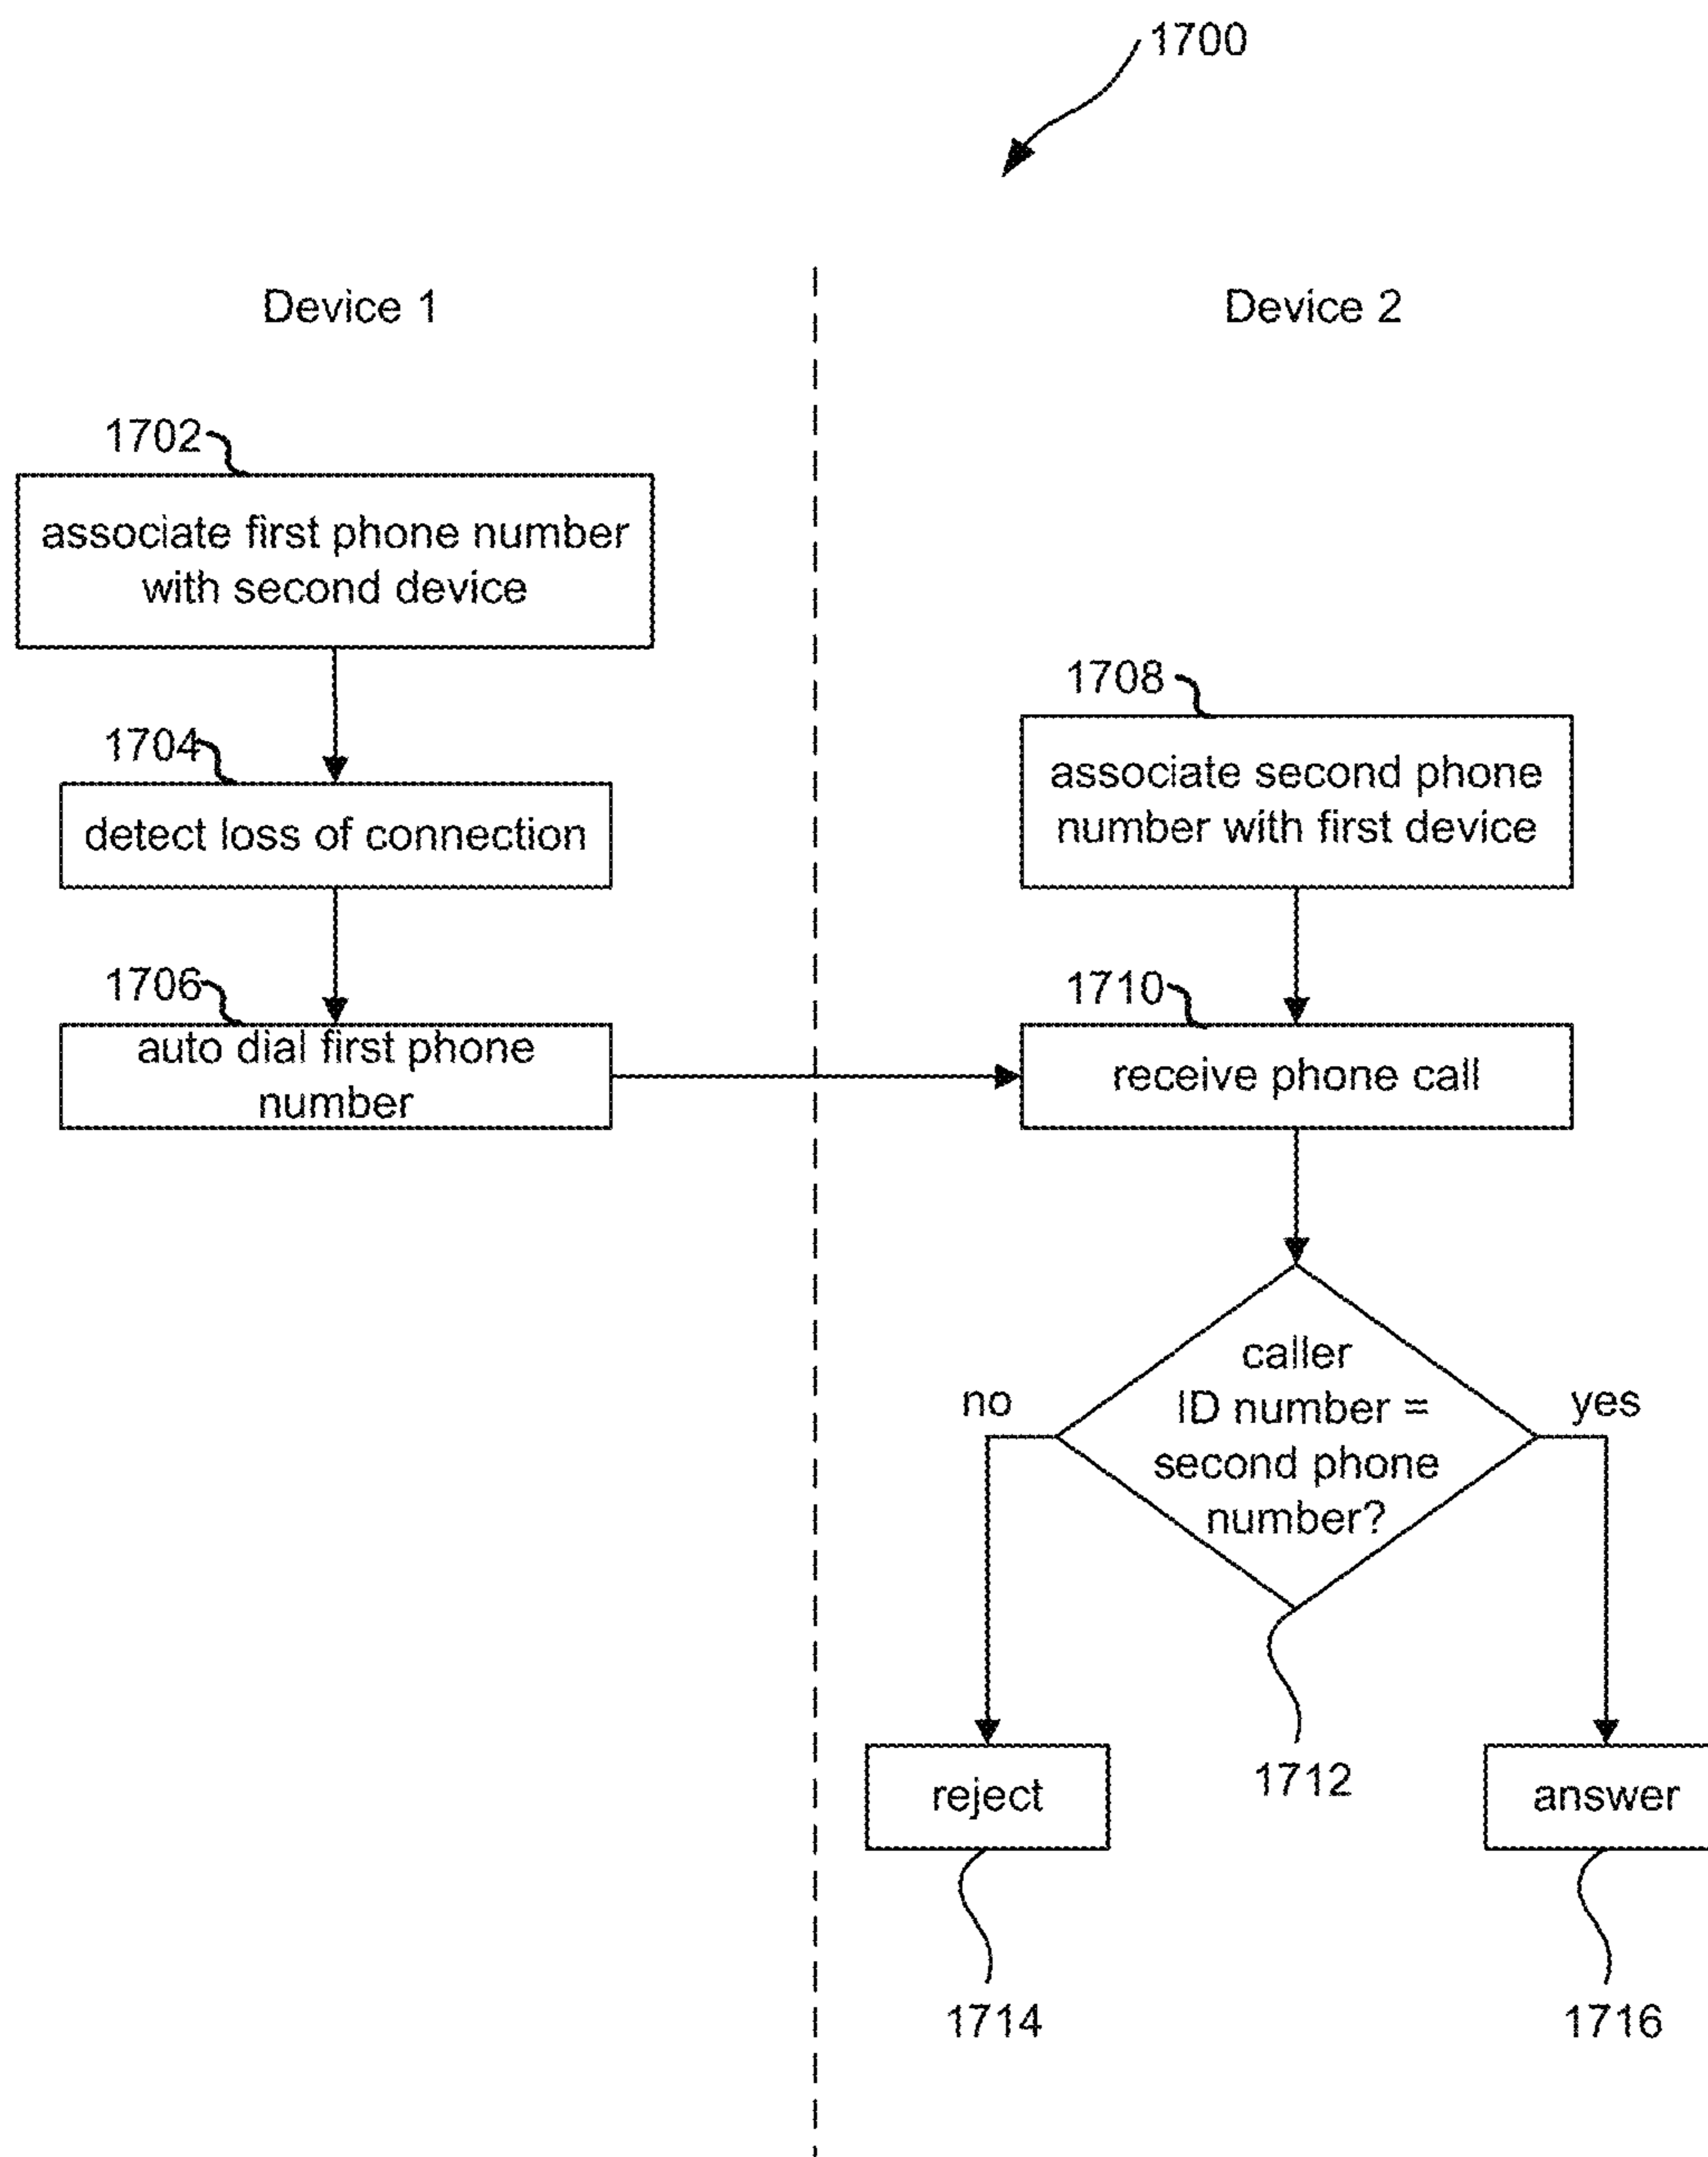 1700
Device 1
Device 2
1702
associate first phone number
with second device
1704
detect loss of connection
1706
auto dial first phone
number
1708
associate second phone
number with first device
1710
receive phone call
caller
ID number =
second phone
number?
no
yes
1712
reject
answer
1714
1716